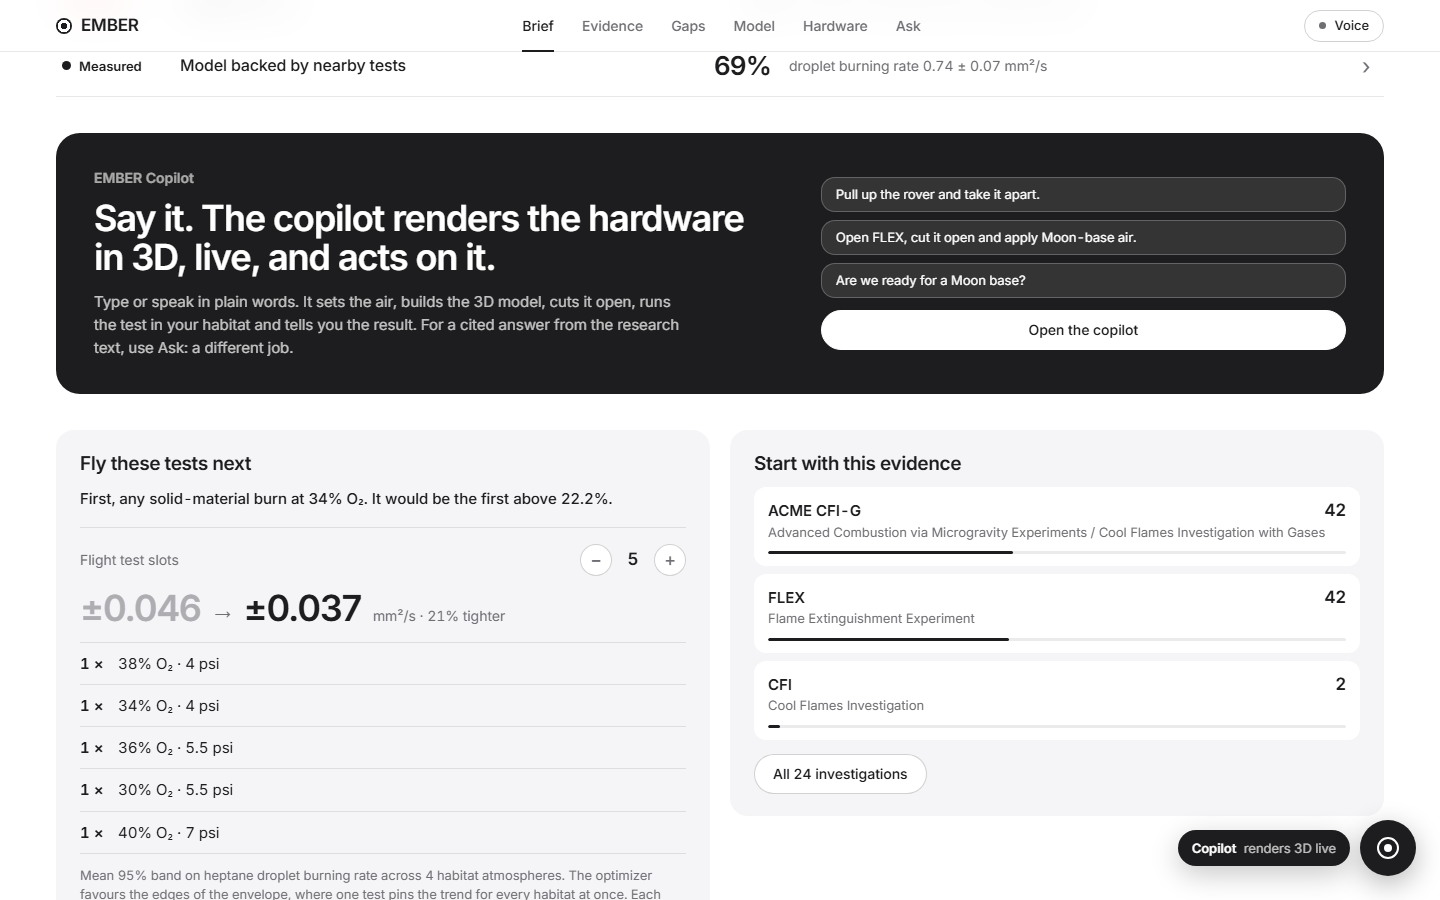 EMBER
Brief
Evidence
Gaps
Model
Hardware
Ask
Voice
Measured
Model backed by nearby tests
69%
droplet burning rate 0.74 ± 0.07 mm²/s
EMBER Copilot
Say it. The copilot renders the hardware
in 3D, live, and acts on it.
Type or speak in plain words. It sets the air, builds the 3D model, cuts it open, runs
the test in your habitat and tells you the result. For a cited answer from the research
text, use Ask: a different job.
Pull up the rover and take it apart.
Open FLEX, cut it open and apply Moon-base air.
Are we ready for a Moon base?
Open the copilot
Fly these tests next
First, any solid-material burn at 34% O₂. It would be the first above 22.2%.
Flight test slots
− 5 +
±0.046 → ±0.037 mm²/s · 21% tighter
1 × 38% O₂ · 4 psi
1 × 34% O₂ · 4 psi
1 × 36% O₂ · 5.5 psi
1 × 30% O₂ · 5.5 psi
1 × 40% O₂ · 7 psi
Mean 95% band on heptane droplet burning rate across 4 habitat atmospheres. The optimizer
favours the edges of the envelope, where one test pins the trend for every habitat at once. Each
Start with this evidence
ACME CFI-G 42
Advanced Combustion via Microgravity Experiments / Cool Flames Investigation with Gases
FLEX 42
Flame Extinguishment Experiment
CFI 2
Cool Flames Investigation
All 24 investigations
Copilot renders 3D live